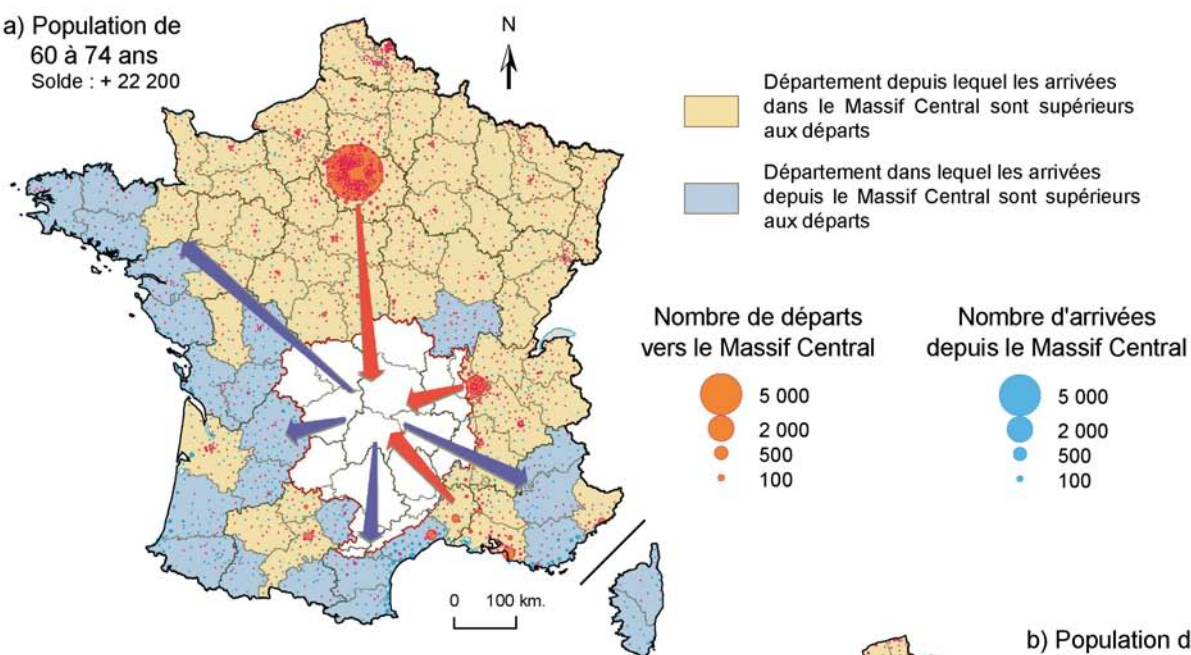 a) Population de
60 à 74 ans
Solde : + 22 200
N
Département depuis lequel les arrivées
dans le Massif Central sont supérieurs
aux départs
Département dans lequel les arrivées
depuis le Massif Central sont supérieurs
aux départs
Nombre de départs
vers le Massif Central
5 000
2 000
500
100
Nombre d'arrivées
depuis le Massif Central
5 000
2 000
500
100
0 100 km.
b) Population d